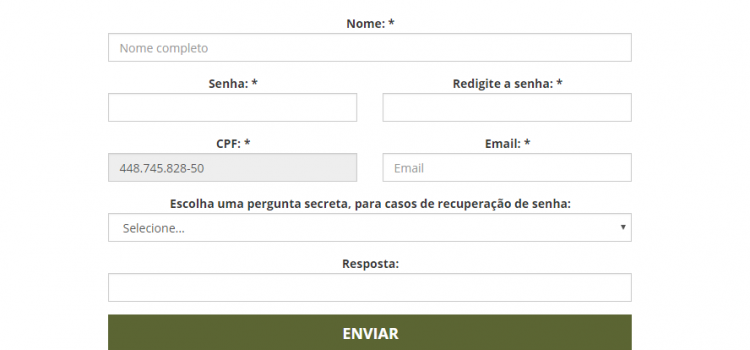 Nome: *
Nome completo
Senha: * Redigite a senha: *
CPF: * Email: *
448.745.828-50 Email
Escolha uma pergunta secreta, para casos de recuperação de senha:
Selecione...
Resposta:
ENVIAR